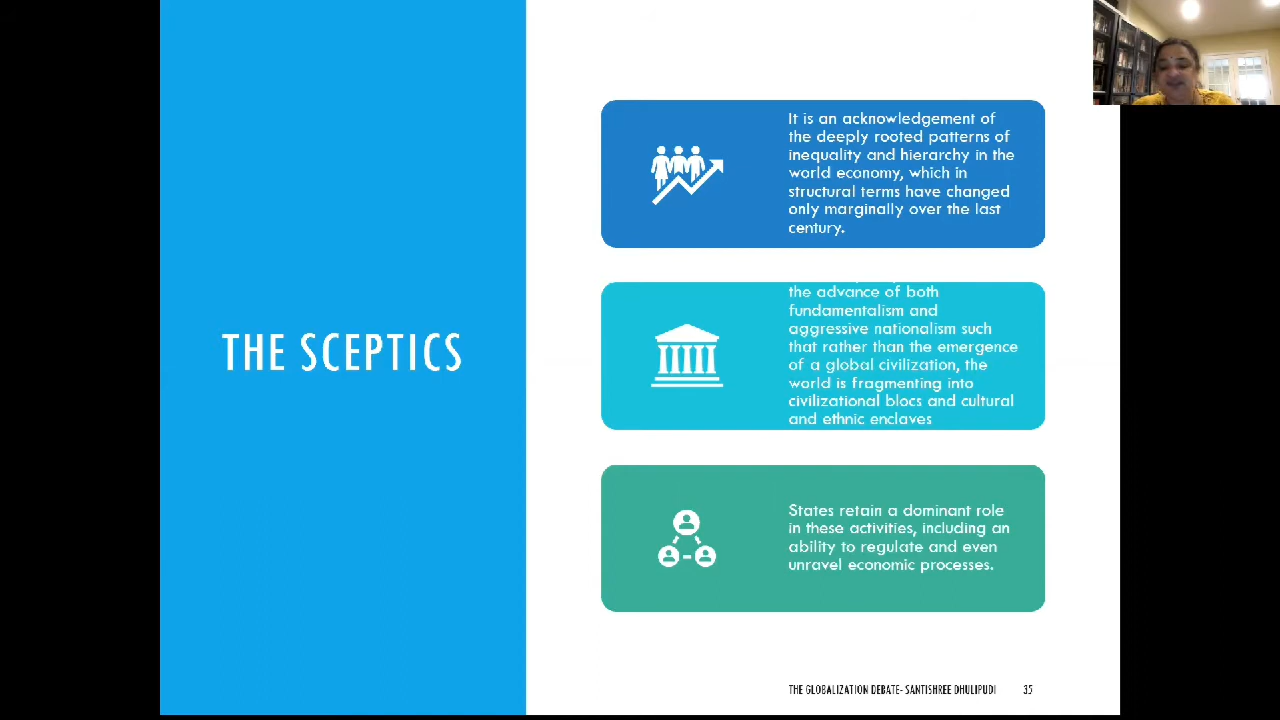 THE SCEPTICS
It is an acknowledgement of
the deeply rooted patterns of
inequality and hierarchy in the
world economy, which in
structural terms have changed
only marginally over the last
century.
the advance of both
fundamentalism and
aggressive nationalism such
that rather than the emergence
of a global civilization, the
world is fragmenting into
civilizational blocs and cultural
and ethnic enclaves
States retain a dominant role
in these activities, including an
ability to regulate and even
unravel economic processes.
THE GLOBALIZATION DEBATE- SANTISHREE DHULIPUDI 35